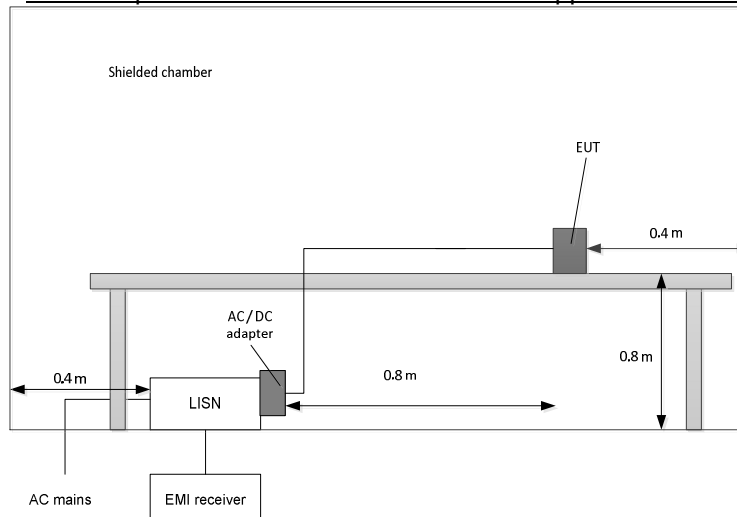 Shielded chamber
EUT
0.4 m
AC/DC
adapter
0.8 m
0.4 m
0.8 m
LISN
AC mains
EMI receiver